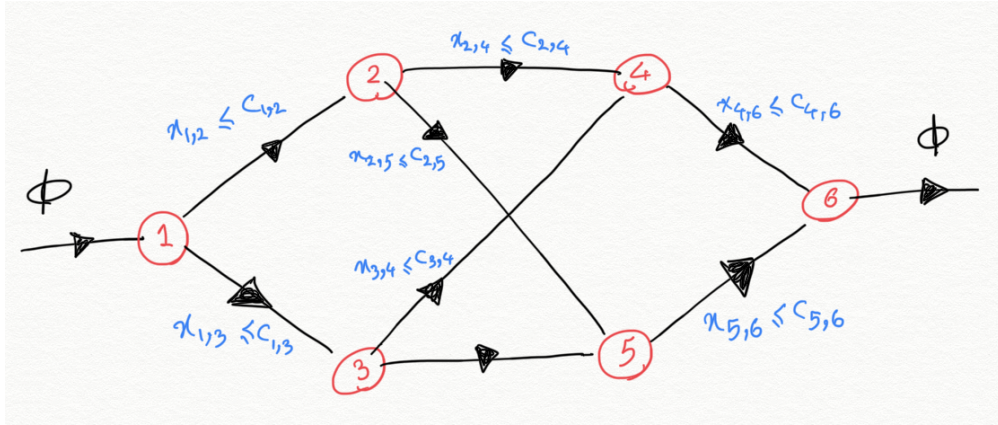 x2,4 ≤ C2,4
2
4
x1,2 ≤ C1,2
x4,6 ≤ C4,6
x2,5 ≤ C2,5
ϕ
ϕ
1
6
x3,4 ≤ C3,4
x1,3 ≤ C1,3
x5,6 ≤ C5,6
3
5